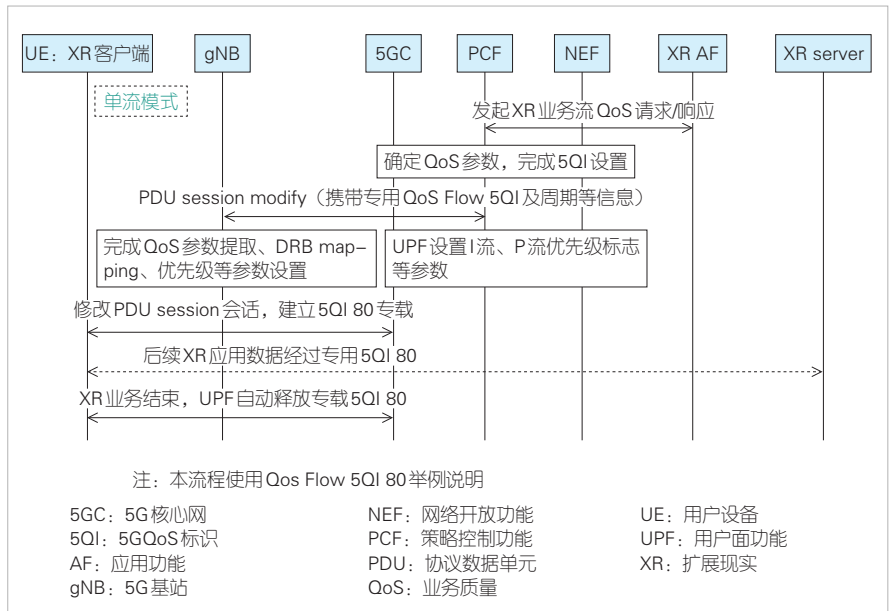 UE：XR客户端 gNB 5GC PCF NEF XR AF XR server
单流模式
发起XR业务流QoS请求/响应
确定QoS参数，完成5QI设置
PDU session modify（携带专用QoS Flow 5QI及周期等信息）
完成QoS参数提取、DRB map-
ping、优先级等参数设置
UPF设置I流、P流优先级标志
等参数
修改PDU session会话，建立5QI 80专载
后续XR应用数据经过专用5QI 80
XR业务结束，UPF自动释放专载5QI 80
注：本流程使用Qos Flow 5QI 80举例说明
5GC：5G核心网 NEF：网络开放功能 UE：用户设备
5QI：5GQoS标识 PCF：策略控制功能 UPF：用户面功能
AF：应用功能 PDU：协议数据单元 XR：扩展现实
gNB：5G基站 QoS：业务质量